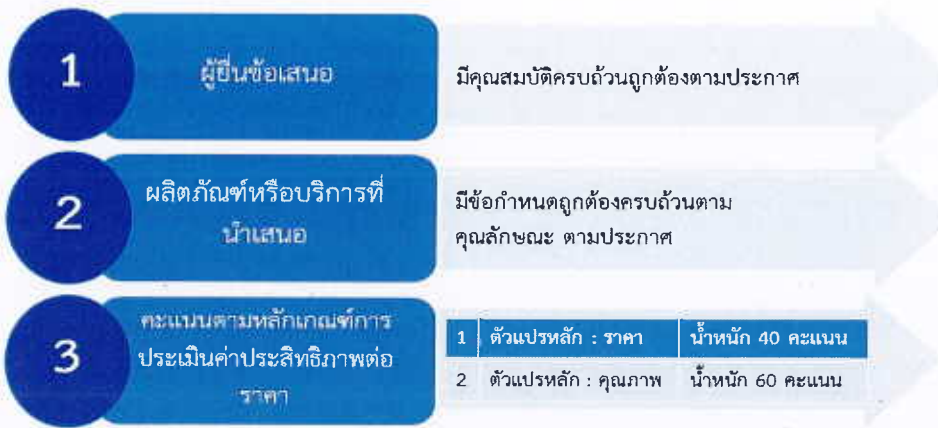 1
ผู้ยื่นข้อเสนอ
มีคุณสมบัติครบถ้วนถูกต้องตามประกาศ
2
ผลิตภัณฑ์หรือบริการที่
นำเสนอ
มีข้อกำหนดถูกต้องครบถ้วนตาม
คุณลักษณะ ตามประกาศ
3
คะแนนตามหลักเกณฑ์การ
ประเมินค่าประสิทธิภาพต่อ
ราคา
1 ตัวแปรหลัก : ราคา น้ำหนัก 40 คะแนน
2 ตัวแปรหลัก : คุณภาพ น้ำหนัก 60 คะแนน